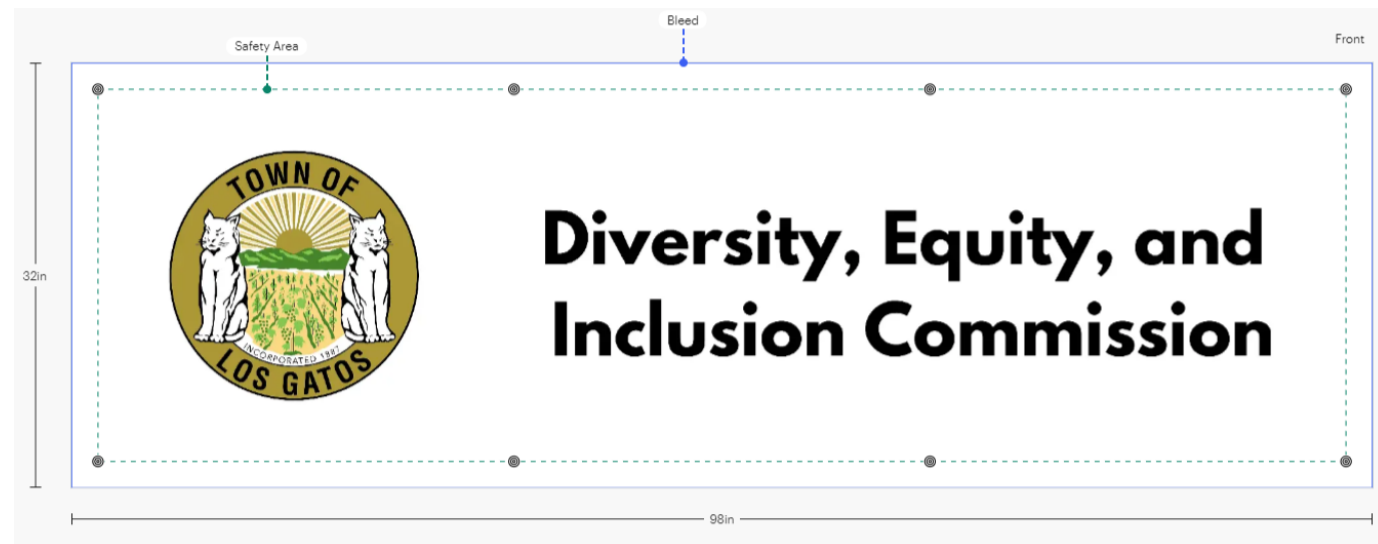 Bleed
Safety Area
Front
TOWN OF
INCORPORATED 1887
LOS GATOS
Diversity, Equity, and
Inclusion Commission
32in
98in